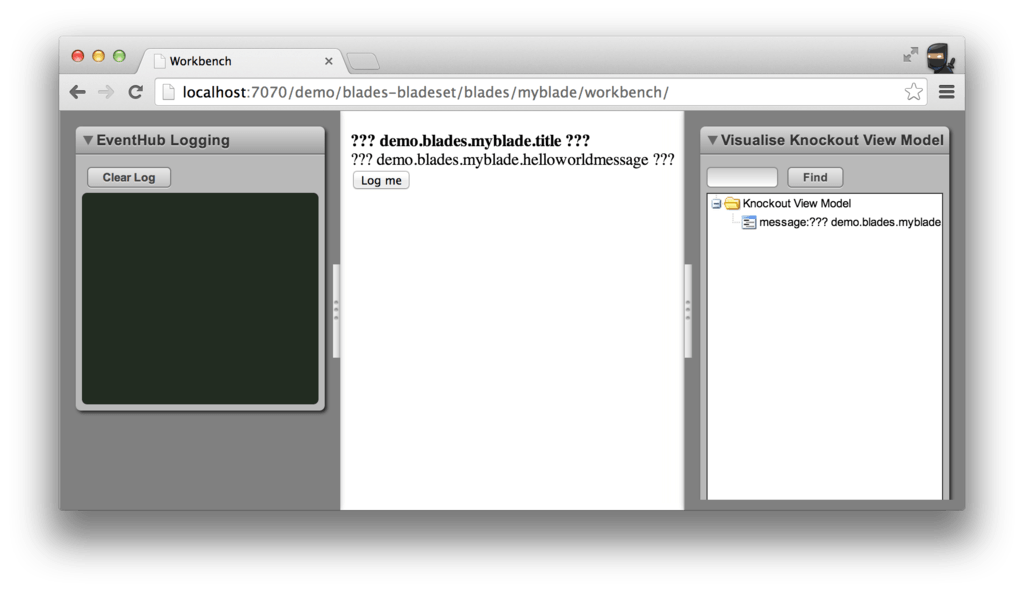 Workbench
localhost:7070/demo/blades-bladeset/blades/myblade/workbench/
EventHub Logging
Clear Log
??? demo.blades.myblade.title ???
??? demo.blades.myblade.helloworldmessage ???
Log me
Visualise Knockout View Model
Find
Knockout View Model
message:??? demo.blades.myblade